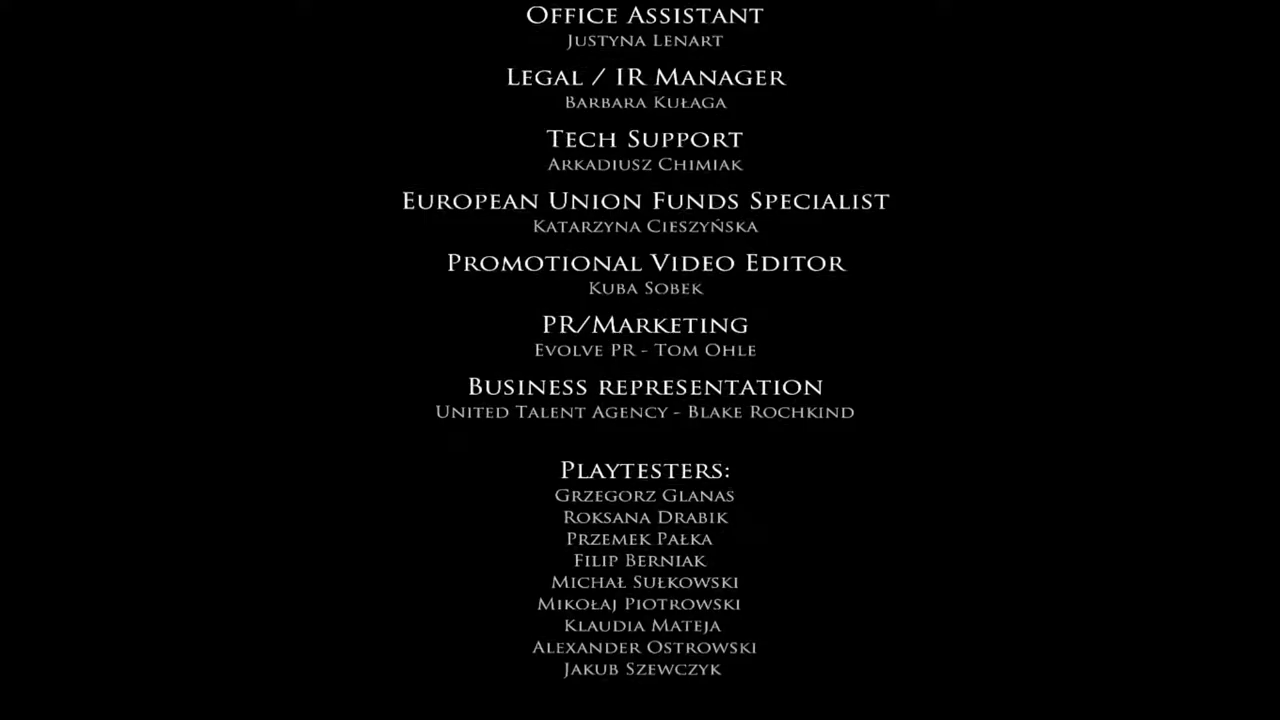 Office Assistant
Justyna Lenart
Legal / IR Manager
Barbara Kułaga
Tech Support
Arkadiusz Chimiak
European Union Funds Specialist
Katarzyna Cieszyńska
Promotional Video Editor
Kuba Sobek
PR/Marketing
Evolve PR - Tom Ohle
Business representation
United Talent Agency - Blake Rochkind
Playtesters:
Grzegorz Glanas
Roksana Drabik
Przemek Pałka
Filip Berniak
Michał Sułkowski
Mikołaj Piotrowski
Klaudia Mateja
Alexander Ostrowski
Jakub Szewczyk